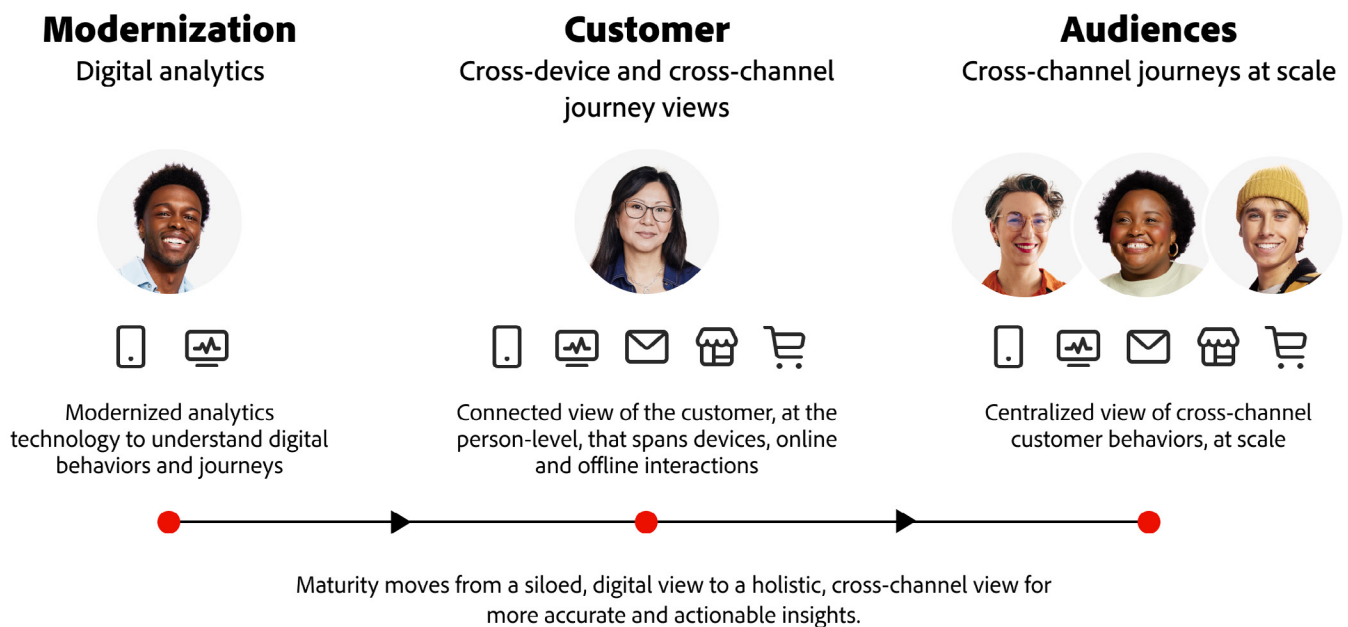 Modernization
Digital analytics
Customer
Cross-device and cross-channel
journey views
Audiences
Cross-channel journeys at scale
Modernized analytics
technology to understand digital
behaviors and journeys
Connected view of the customer, at the
person-level, that spans devices, online
and offline interactions
Centralized view of cross-channel
customer behaviors, at scale
Maturity moves from a siloed, digital view to a holistic, cross-channel view for
more accurate and actionable insights.